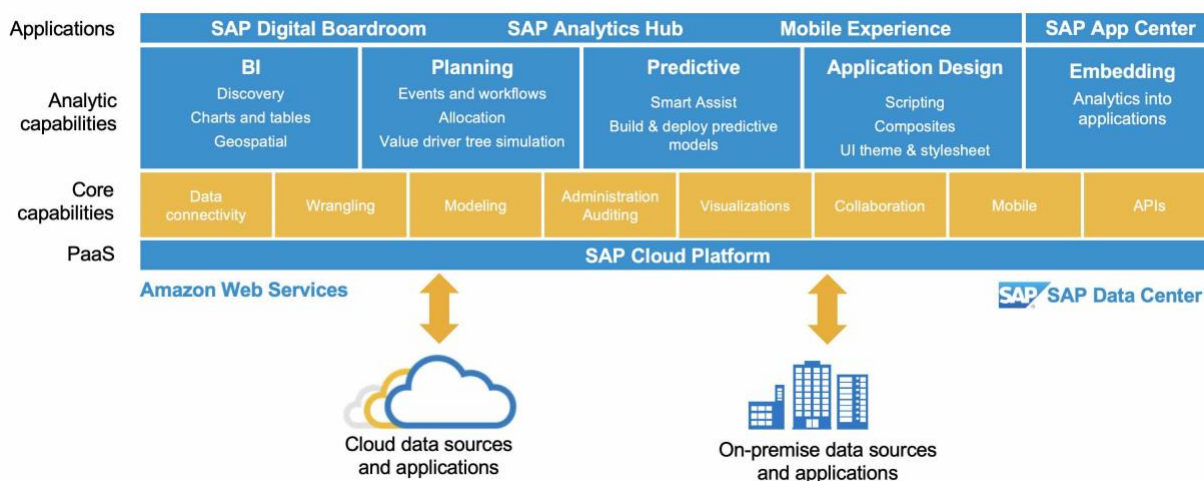 Applications
SAP Digital Boardroom
SAP Analytics Hub
Mobile Experience
SAP App Center
Analytic
capabilities
BI
Discovery
Charts and tables
Geospatial
Planning
Events and workflows
Allocation
Value driver tree simulation
Predictive
Smart Assist
Build & deploy predictive
models
Application Design
Scripting
Composites
UI theme & stylesheet
Embedding
Analytics into
applications
Core
capabilities
Data
connectivity
Wrangling
Modeling
Administration
Auditing
Visualizations
Collaboration
Mobile
APIs
PaaS
SAP Cloud Platform
Amazon Web Services
SAP SAP Data Center
Cloud data sources
and applications
On-premise data sources
and applications